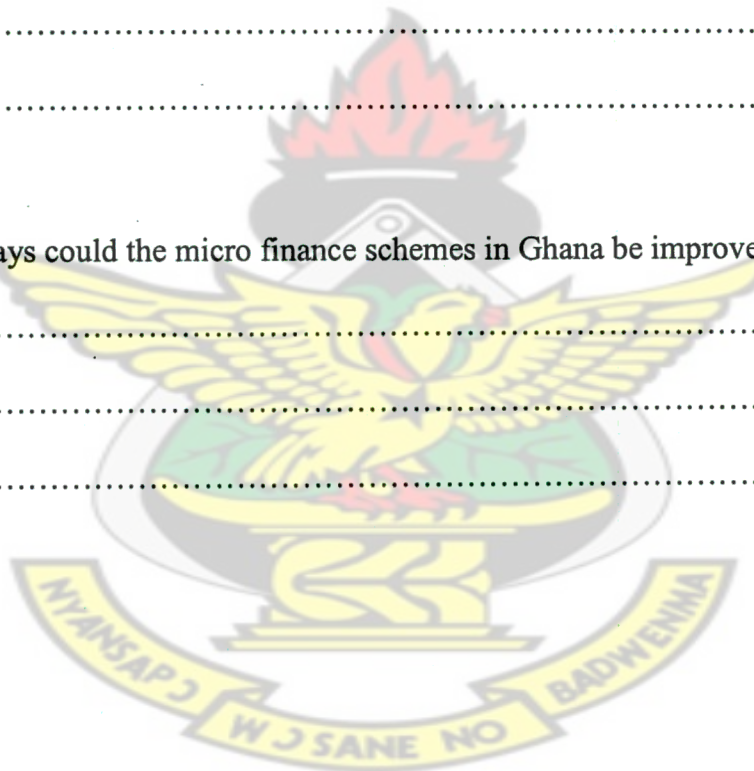 ................................................................
................................................................
ays could the micro finance schemes in Ghana be improve
................................................................
................................................................
................................................................
NYANSAPƆ
WƆSANE NO
BADWENMA